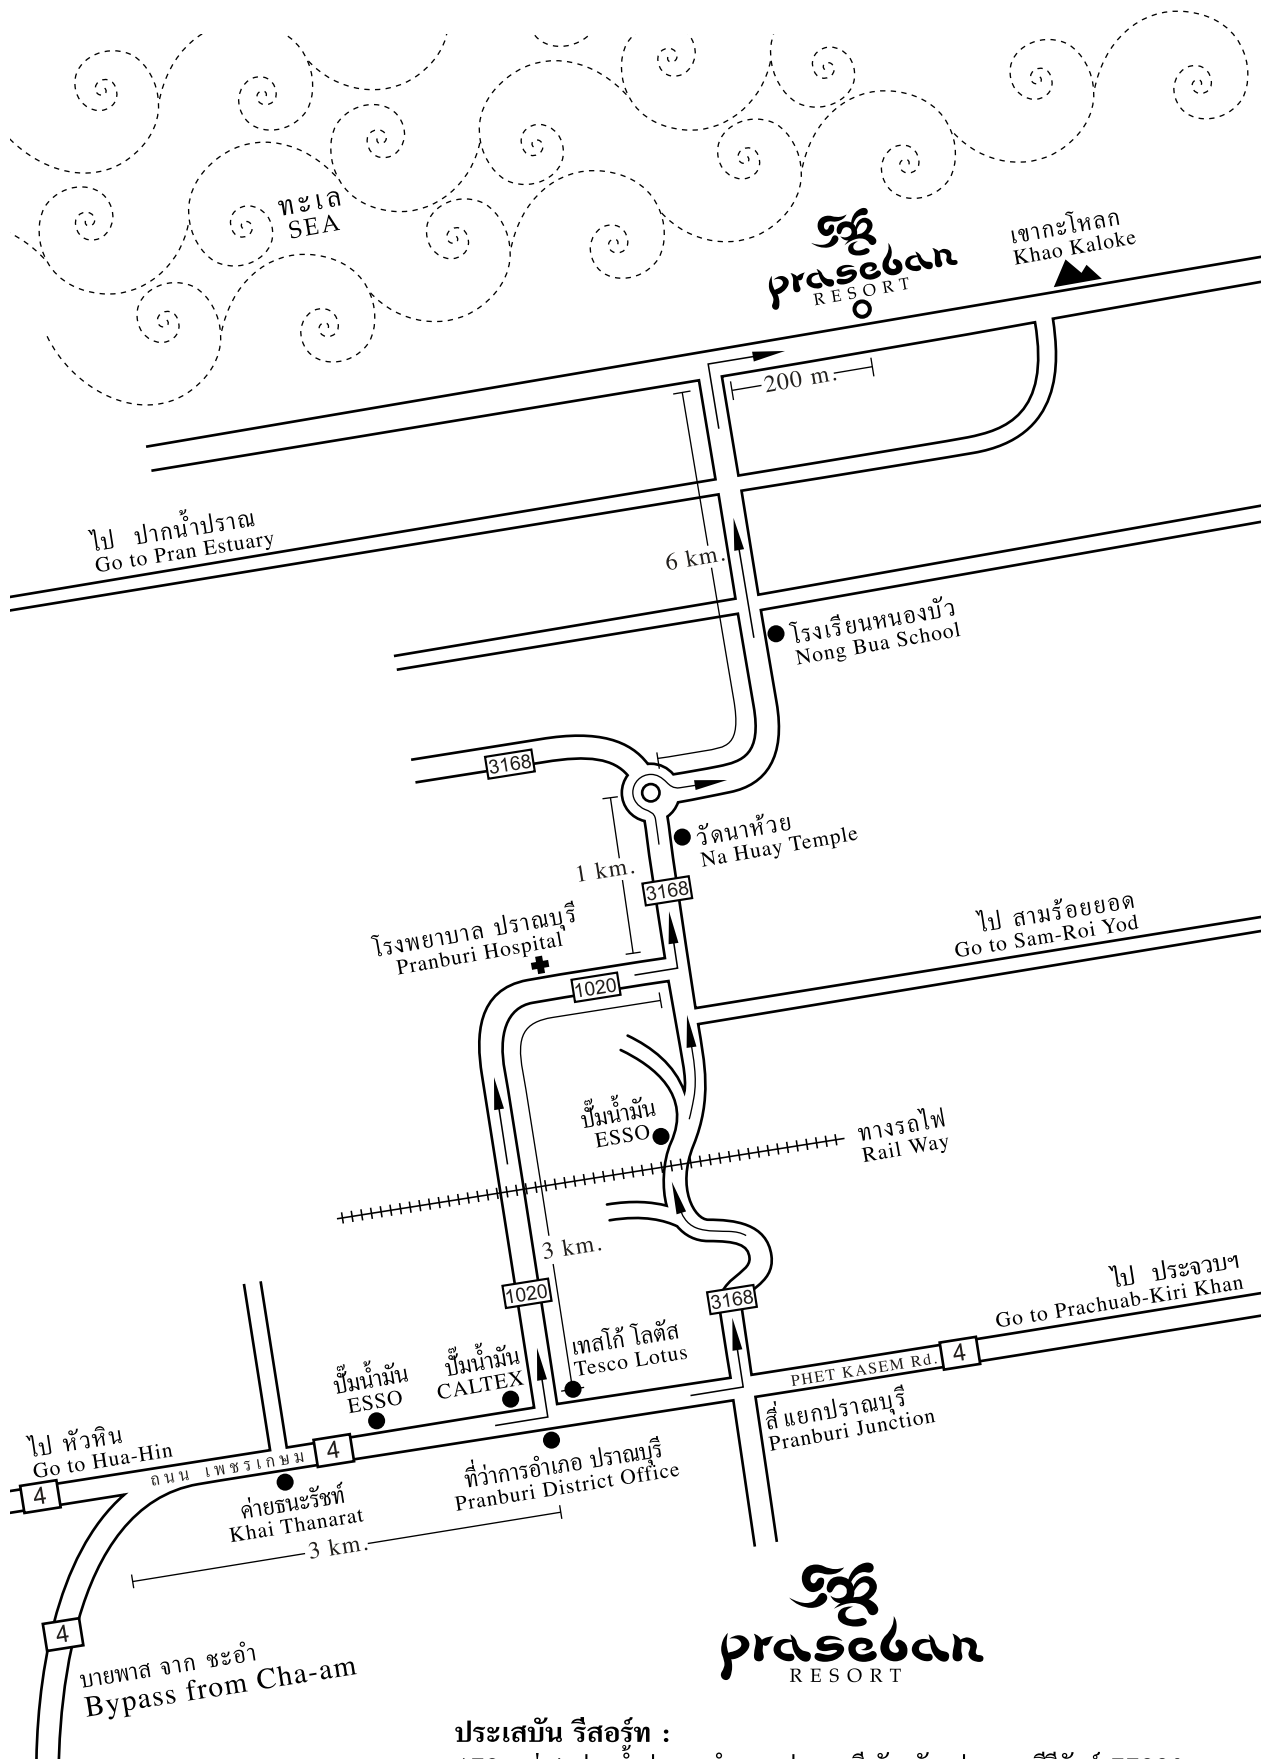 ทะเล
SEA
praseban
RESORT
เขากะโหลก
Khao Kaloke
200 m.
ไป ปากน้ำปราณ
Go to Pran Estuary
6 km.
โรงเรียนหนองบัว
Nong Bua School
3168
วัดนาห้วย
Na Huay Temple
1 km.
3168
โรงพยาบาล ปราณบุรี
Pranburi Hospital
ไป สามร้อยยอด
Go to Sam-Roi Yod
1020
ปั๊มน้ำมัน
ESSO
ทางรถไฟ
Rail Way
3 km.
1020
3168
ไป ประจวบฯ
Go to Prachuab-Kiri Khan
เทสโก้ โลตัส
Tesco Lotus
ปั๊มน้ำมัน
CALTEX
ปั๊มน้ำมัน
ESSO
PHET KASEM Rd.
4
สี่แยกปราณบุรี
Pranburi Junction
ไป หัวหิน
Go to Hua-Hin
ถนน เพชรเกษม
4
4
ที่ว่าการอำเภอ ปราณบุรี
Pranburi District Office
ค่ายธนะรัชท์
Khai Thanarat
3 km.
4
บายพาส จาก ชะอำ
Bypass from Cha-am
praseban
RESORT
ประเสบัน รีสอร์ท :